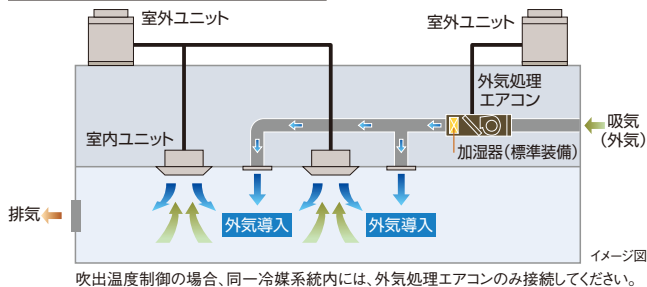 室外ユニット
室外ユニット
外気処理
エアコン
吸気
(外気)
室内ユニット
加湿器(標準装備)
排気
外気導入
外気導入
イメージ図
吹出温度制御の場合、同一冷媒系統内には、外気処理エアコンのみ接続してください。